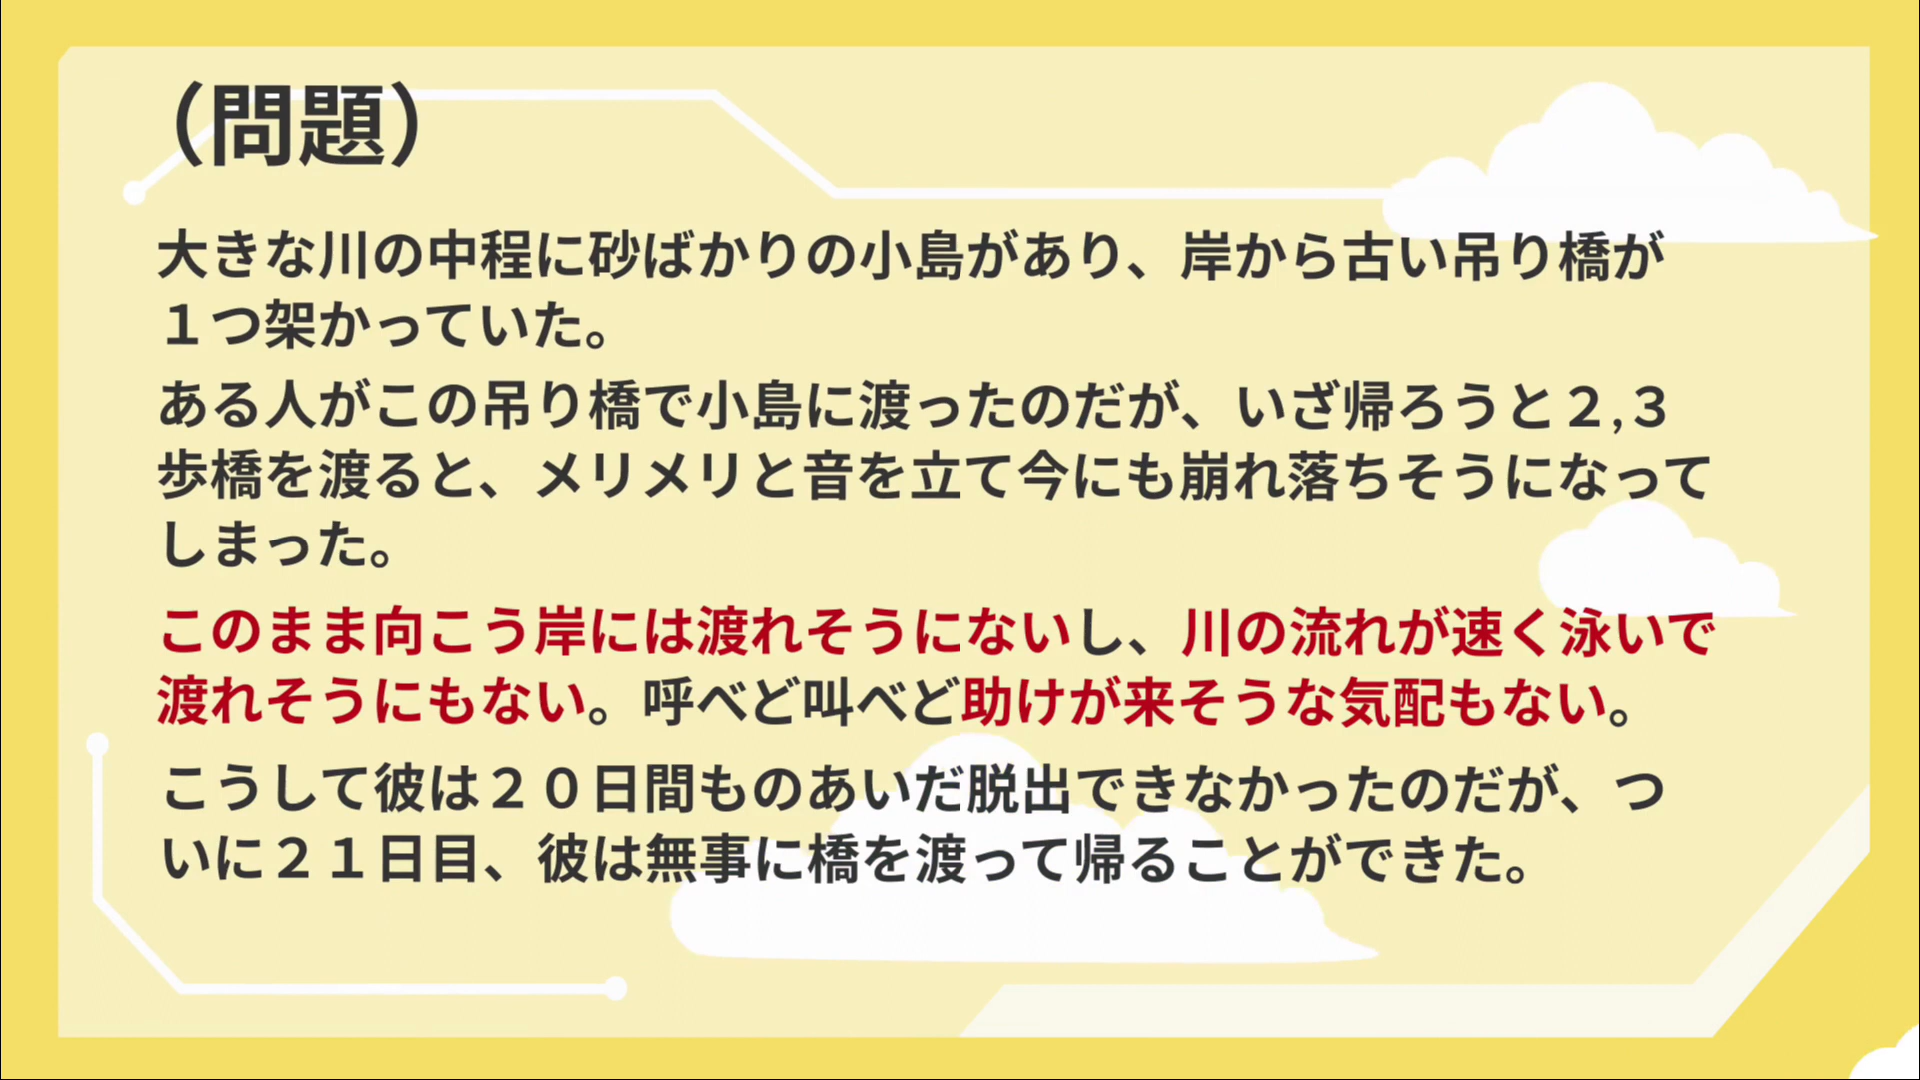 （問題）
大きな川の中程に砂ばかりの小島があり、岸から古い吊り橋が
１つ架かっていた。
ある人がこの吊り橋で小島に渡ったのだが、いざ帰ろうと２,３
歩橋を渡ると、メリメリと音を立て今にも崩れ落ちそうになって
しまった。
このまま向こう岸には渡れそうにないし、川の流れが速く泳いで
渡れそうにもない。呼べど叫べど助けが来そうな気配もない。
こうして彼は２０日間ものあいだ脱出できなかったのだが、つ
いに２１日目、彼は無事に橋を渡って帰ることができた。